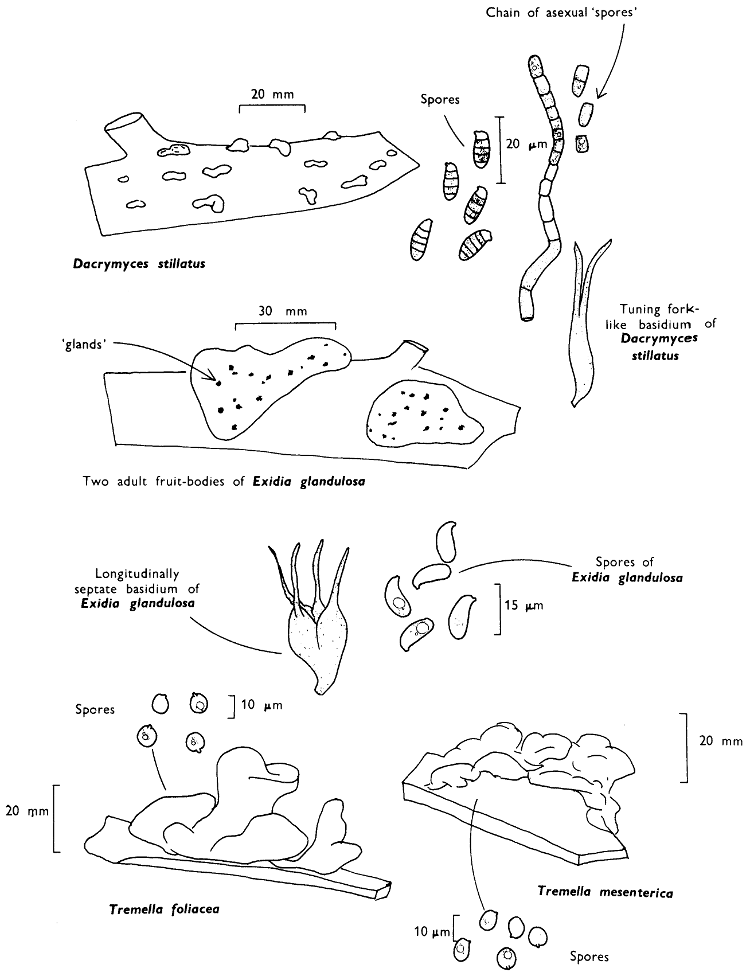 Chain of asexual ‘spores’
20 mm
Spores
20 µm
Dacrymyces stillatus
Tuning fork-
like basidium of
Dacrymyces
stillatus
30 mm
‘glands’
Two adult fruit-bodies of Exidia glandulosa
Longitudinally
septate basidium of
Exidia glandulosa
Spores of
Exidia glandulosa
15 µm
Spores
10 µm
20 mm
20 mm
Tremella foliacea
Tremella mesenterica
10 µm
Spores